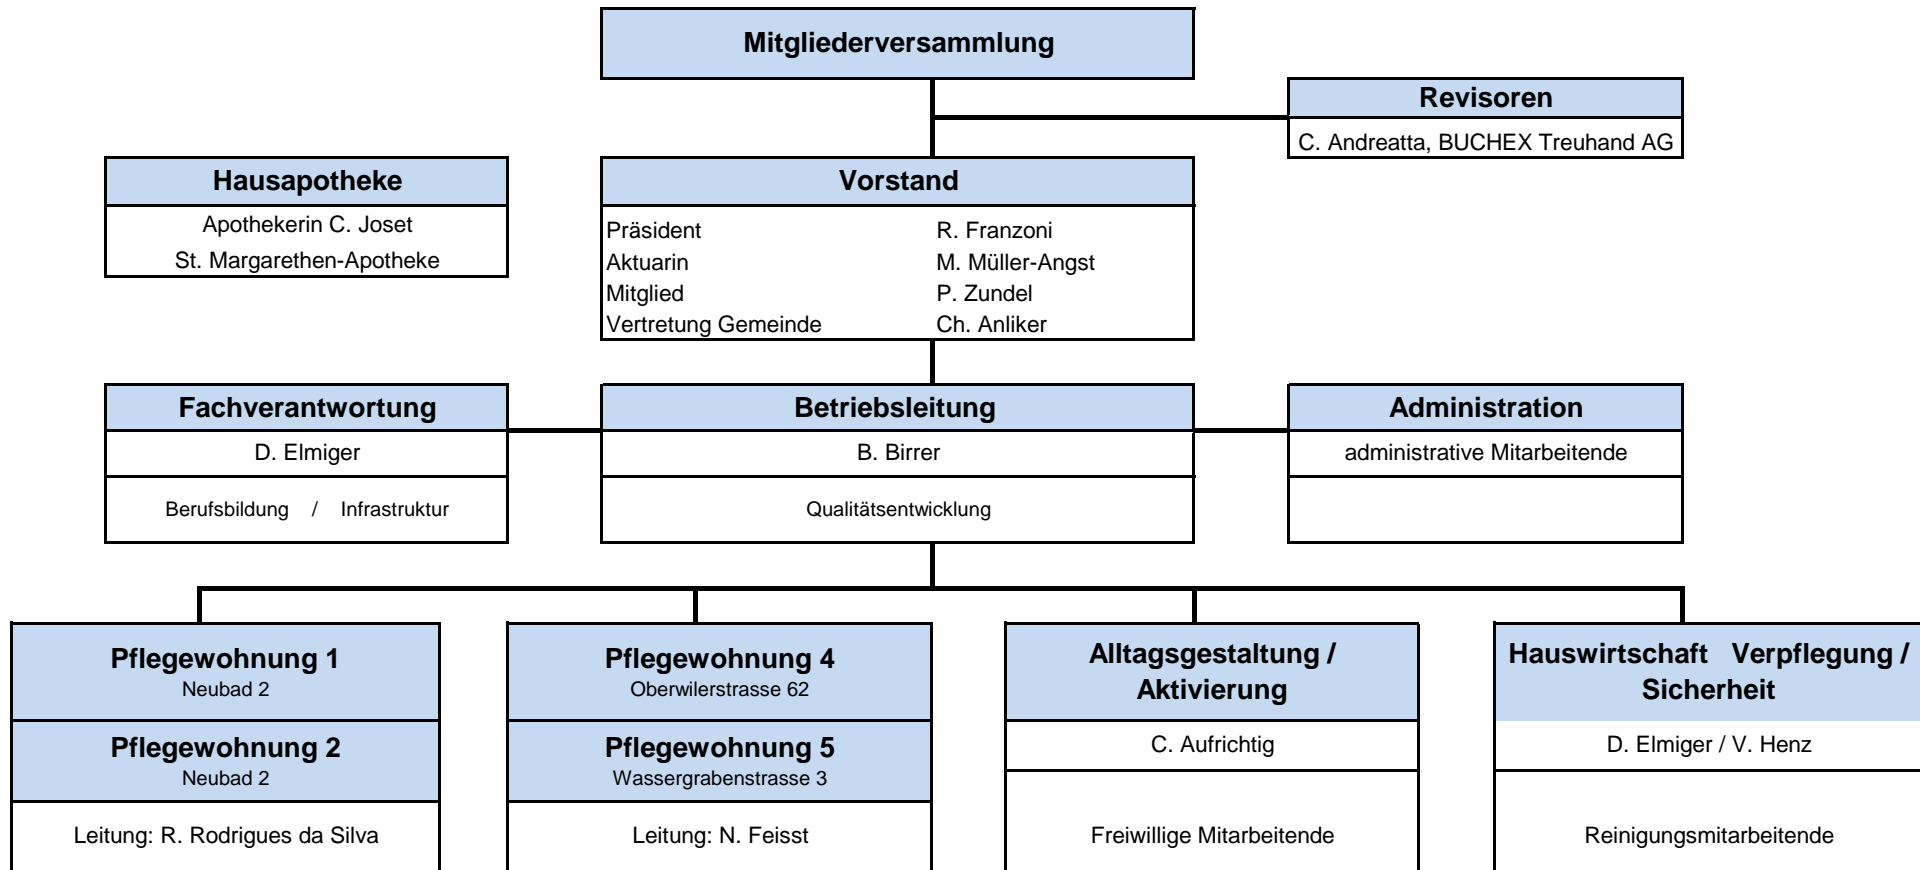 Mitgliederversammlung
Revisoren
C. Andreatta, BUCHEX Treuhand AG
Hausapotheke
Apothekerin C. Joset
St. Margarethen-Apotheke
Vorstand
Präsident R. Franzoni
Aktuarin M. Müller-Angst
Mitglied P. Zundel
Vertretung Gemeinde Ch. Anliker
Fachverantwortung
D. Elmiger
Berufsbildung / Infrastruktur
Betriebsleitung
B. Birrer
Qualitätsentwicklung
Administration
administrative Mitarbeitende
Pflegewohnung 1
Neubad 2
Pflegewohnung 2
Neubad 2
Leitung: R. Rodrigues da Silva
Pflegewohnung 4
Oberwilerstrasse 62
Pflegewohnung 5
Wassergrabenstrasse 3
Leitung: N. Feisst
Alltagsgestaltung /
Aktivierung
C. Aufrichtig
Freiwillige Mitarbeitende
Hauswirtschaft Verpflegung /
Sicherheit
D. Elmiger / V. Henz
Reinigungsmitarbeitende